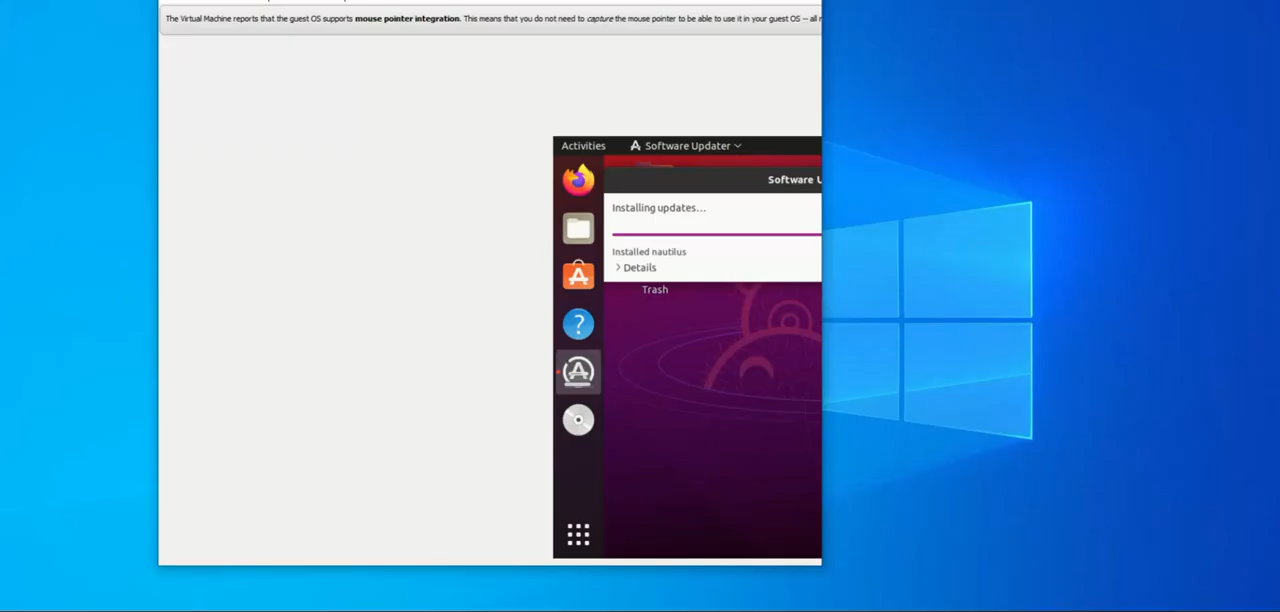 The Virtual Machine reports that the guest OS supports mouse pointer integration. This means that you do not need to capture the mouse pointer to be able to use it in your guest OS -- all
Activities
Software Updater
Software U
Installing updates...
Installed nautilus
Details
Trash